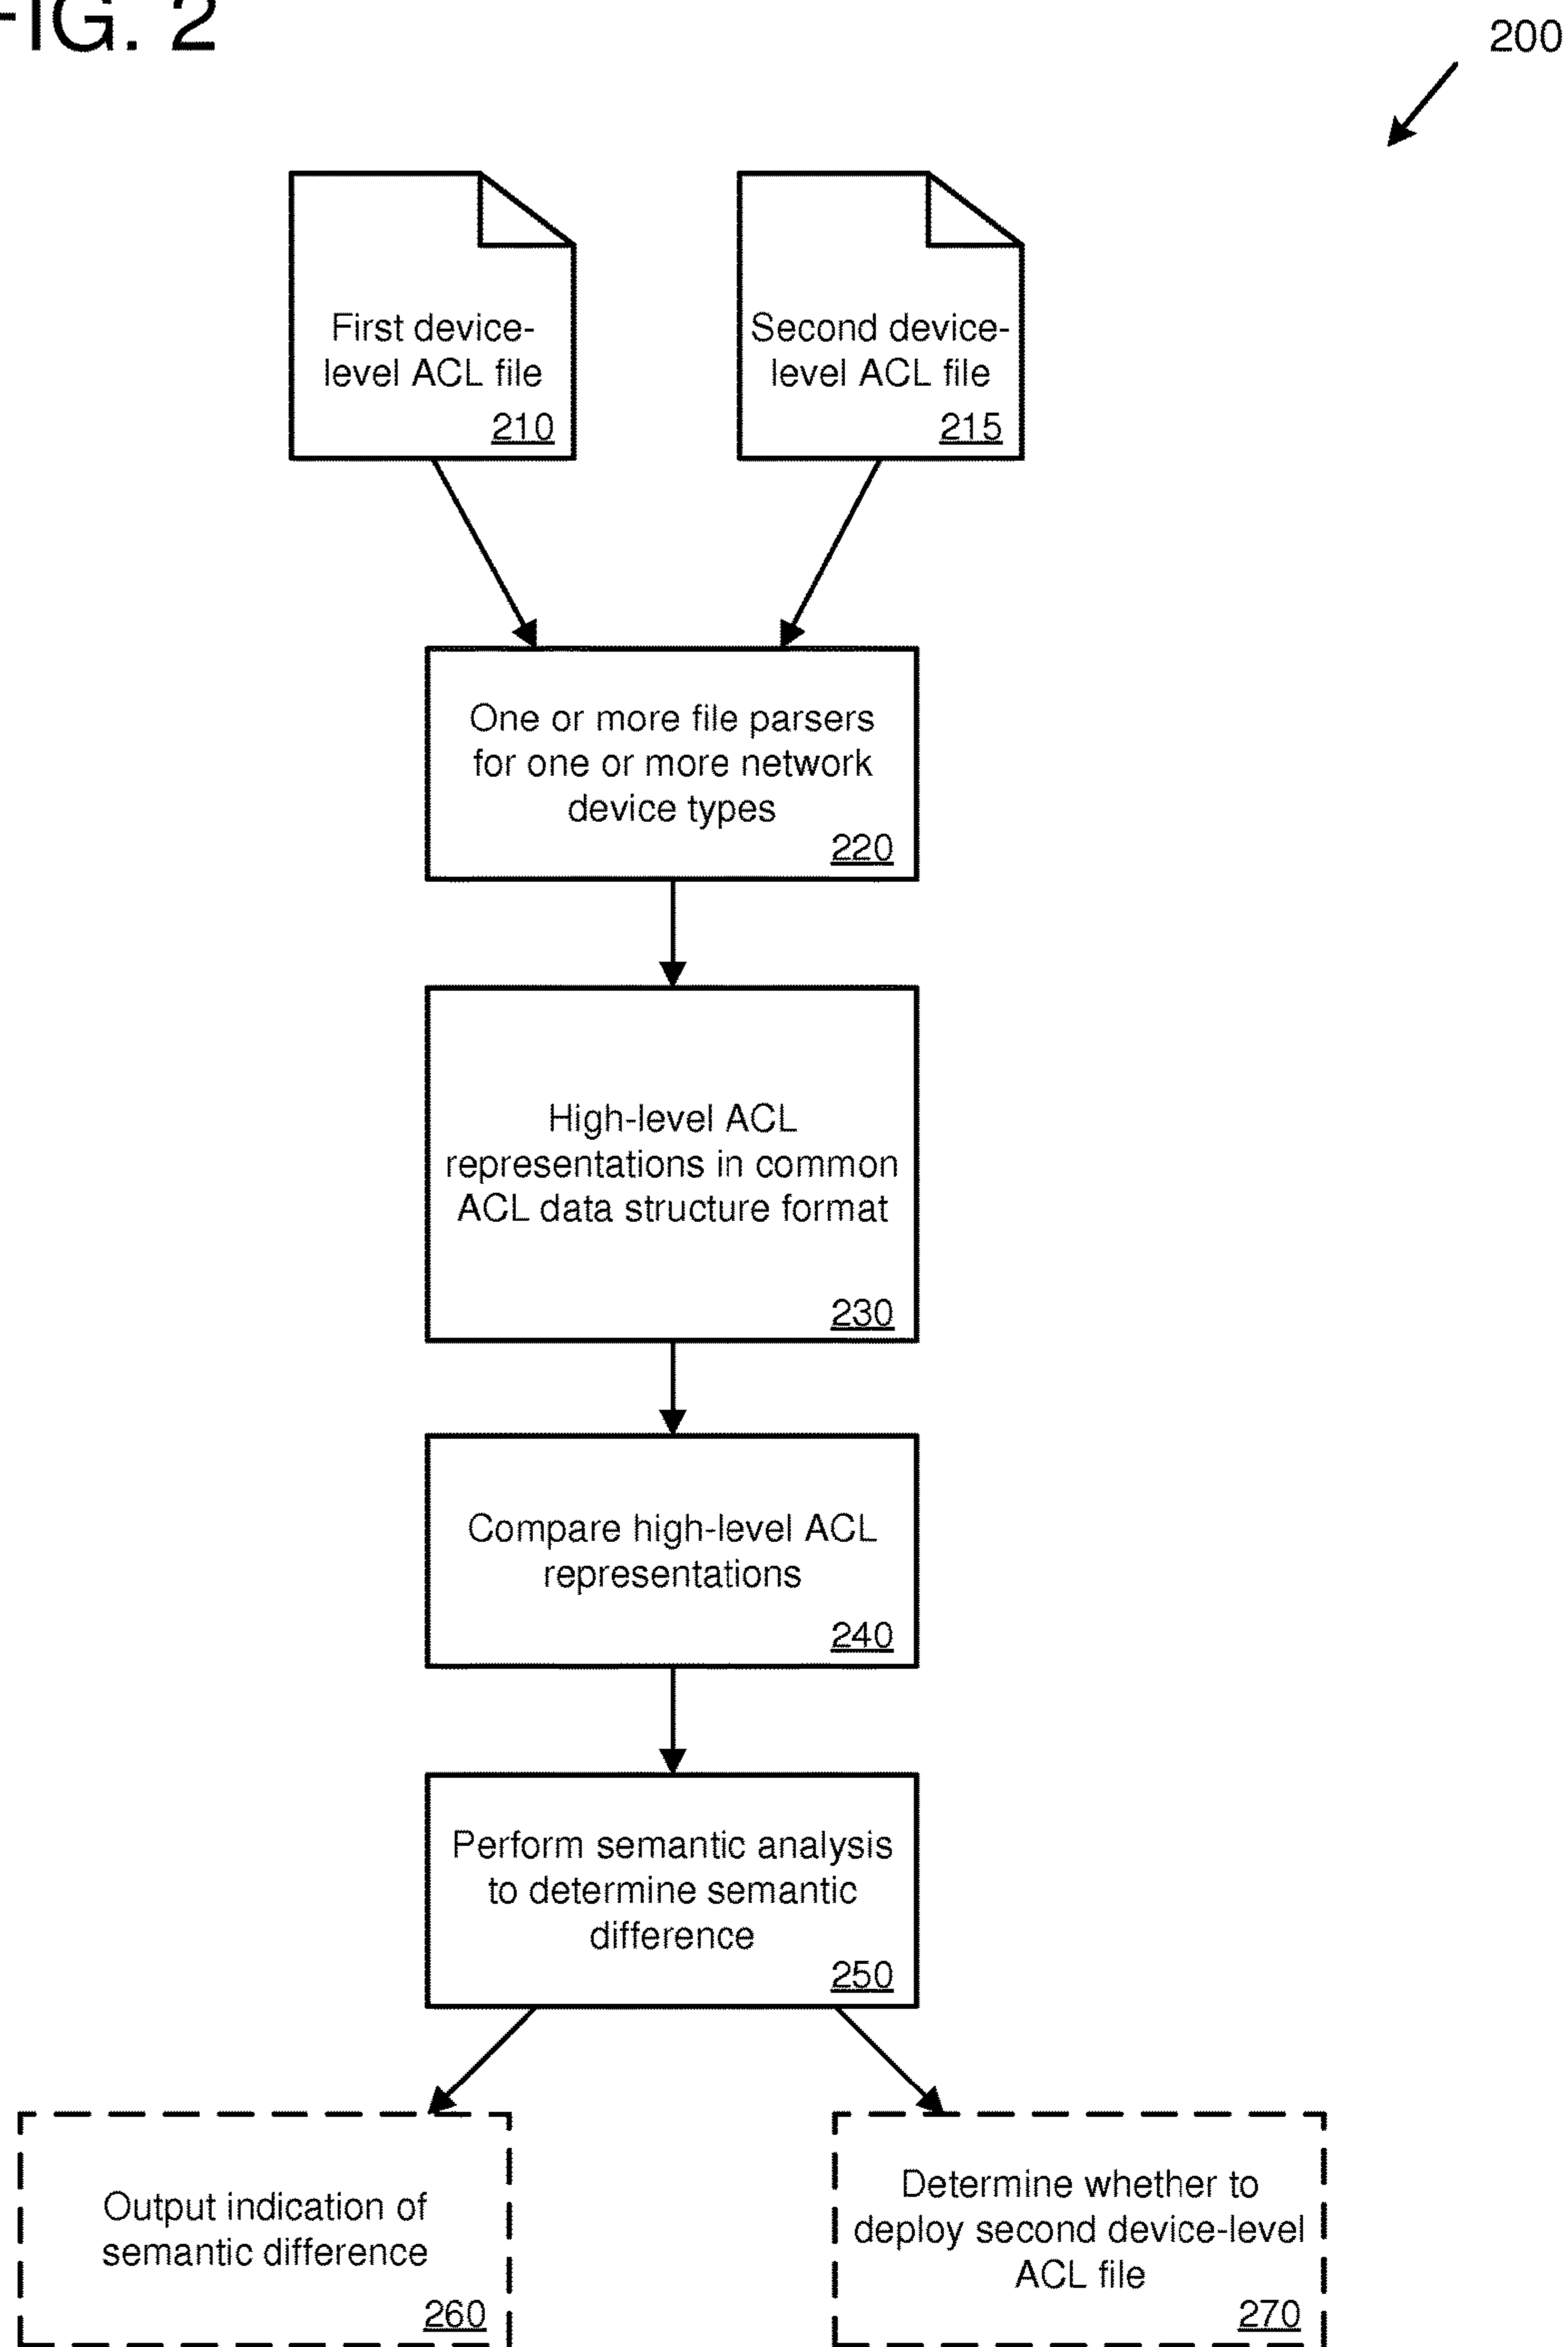 FIG. 2
200
First device-
level ACL file
210
Second device-
level ACL file
215
One or more file parsers
for one or more network
device types
220
High-level ACL
representations in common
ACL data structure format
230
Compare high-level ACL
representations
240
Perform semantic analysis
to determine semantic
difference
250
Output indication of
semantic difference
260
Determine whether to
deploy second device-level
ACL file
270